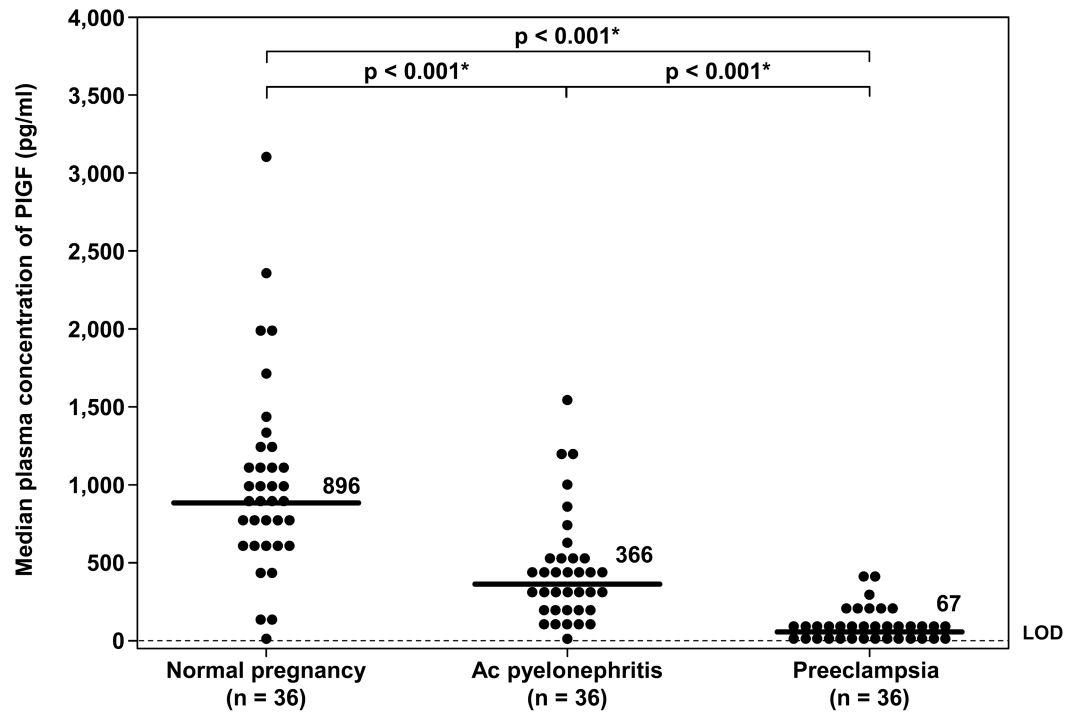 4,000
3,500
3,000
2,500
2,000
1,500
1,000
500
0
Median plasma concentration of PIGF (pg/ml)
p < 0.001*
p < 0.001*
p < 0.001*
896
366
67
LOD
Normal pregnancy
(n = 36)
Ac pyelonephritis
(n = 36)
Preeclampsia
(n = 36)